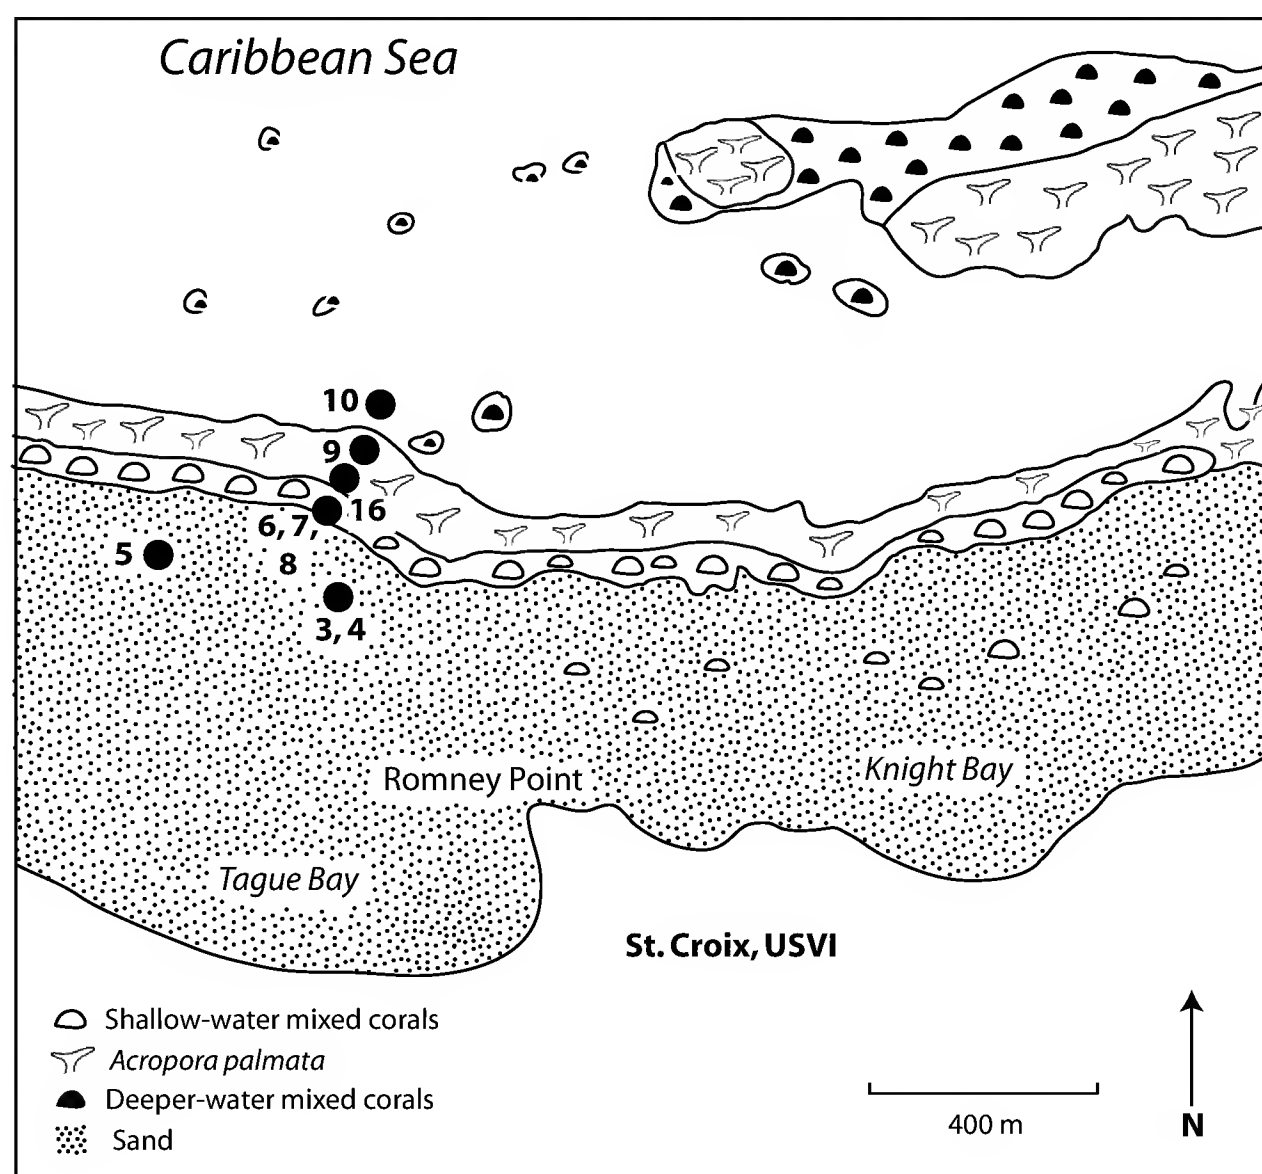 Caribbean Sea
10
9
16
6, 7,
8
5
3, 4
Romney Point
Knight Bay
Tague Bay
St. Croix, USVI
Shallow-water mixed corals
Acropora palmata
Deeper-water mixed corals
Sand
400 m
N